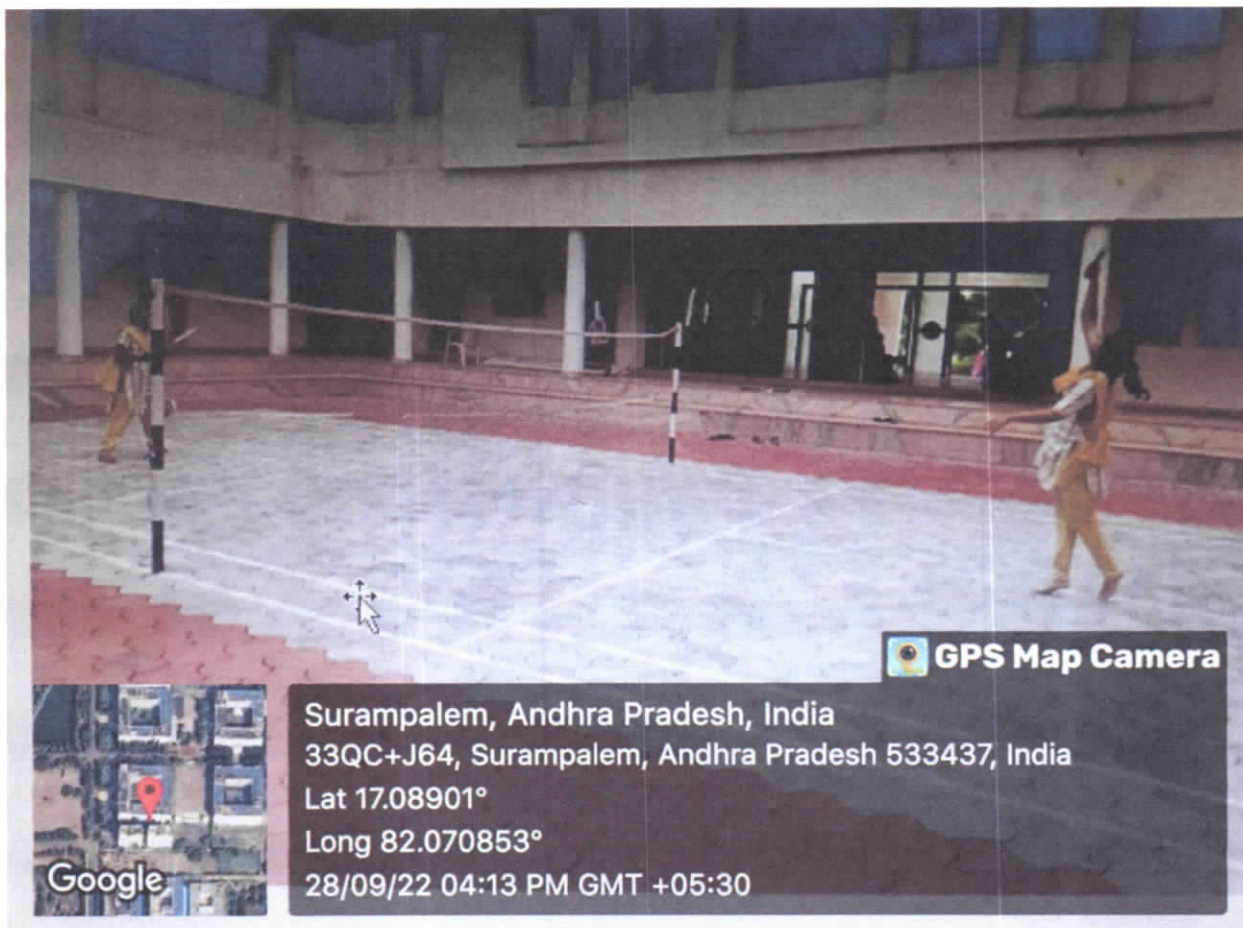 GPS Map Camera
Surampalem, Andhra Pradesh, India
33QC+J64, Surampalem, Andhra Pradesh 533437, India
Lat 17.08901°
Long 82.070853°
28/09/22 04:13 PM GMT +05:30
Google